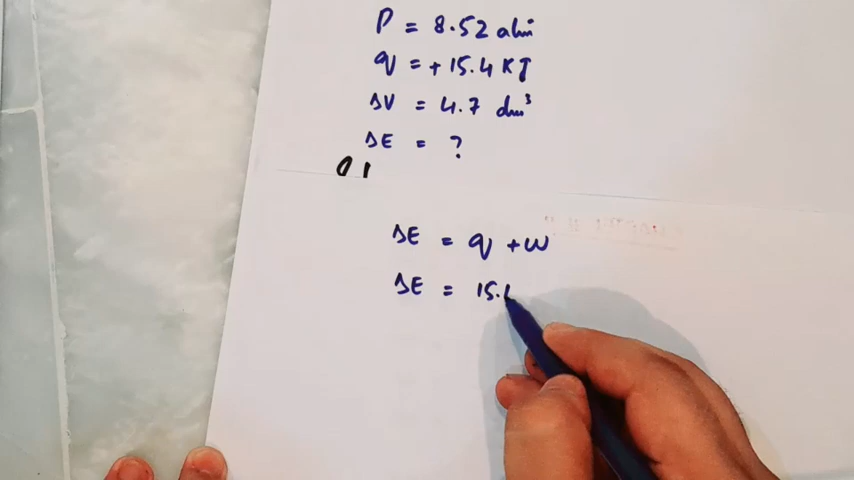 P = 8.52 atm
q = + 15.4 KJ
ΔV = 4.7 dm³
ΔE = ?
ΔE = q + w
ΔE = 15.